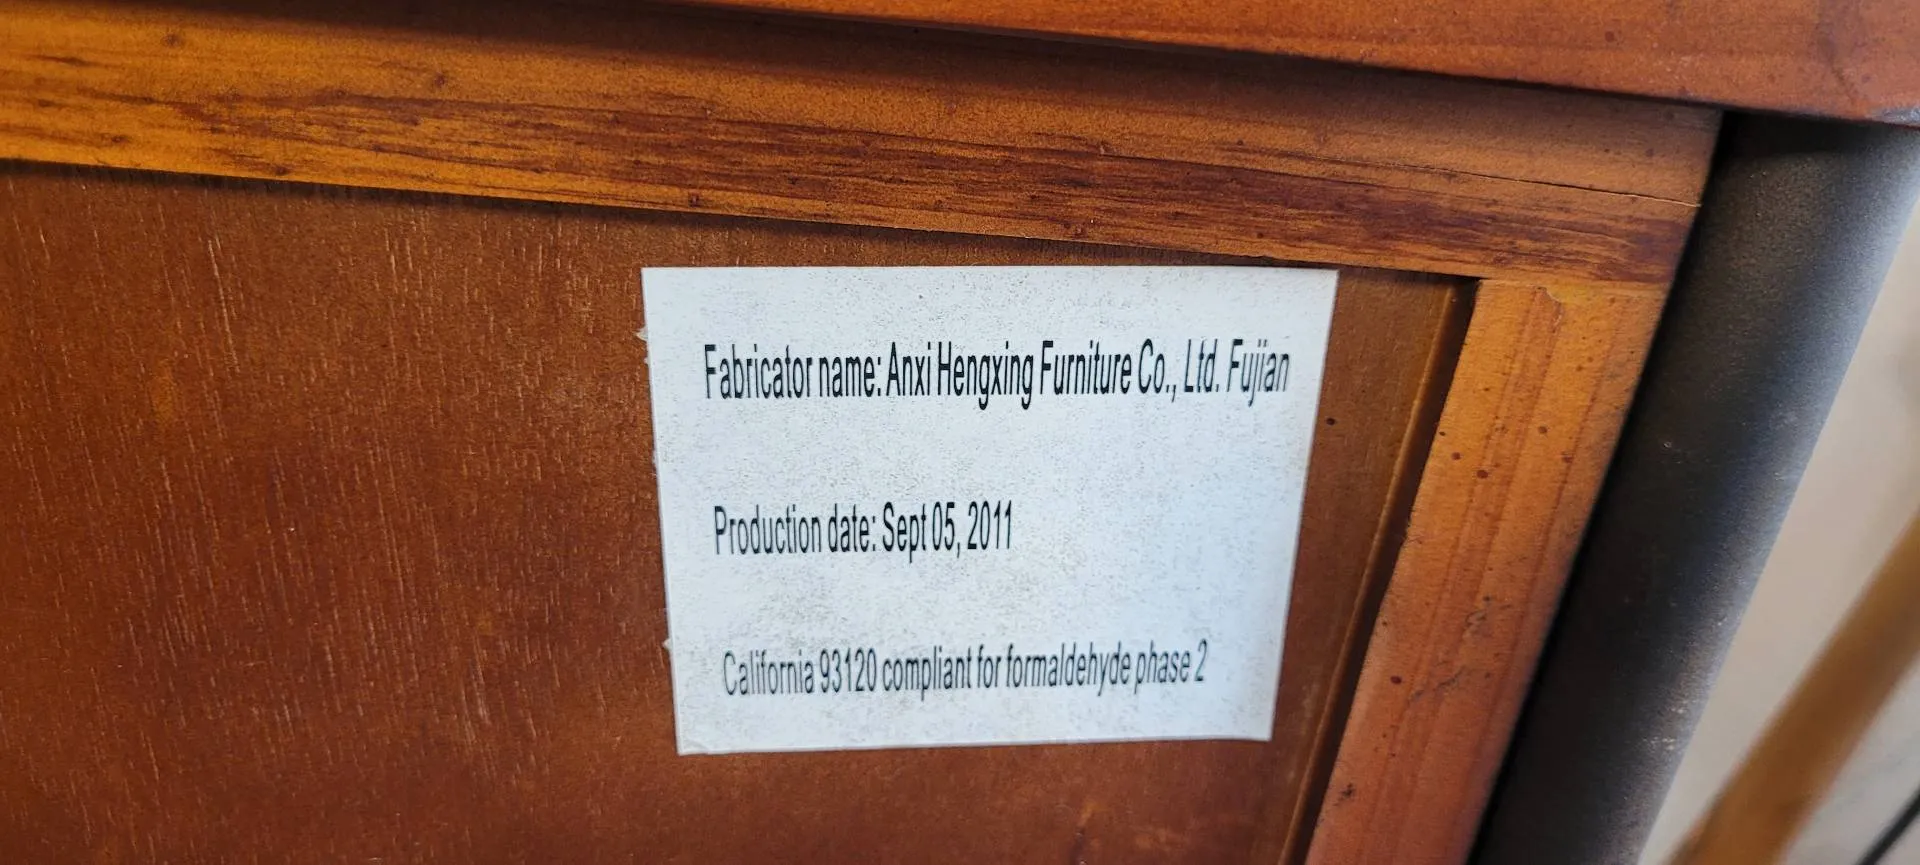 Fabricator name: Anxi Hengxing Furniture Co., Ltd. Fujian
Production date: Sept 05, 2011
California 93120 compliant for formaldehyde phase 2